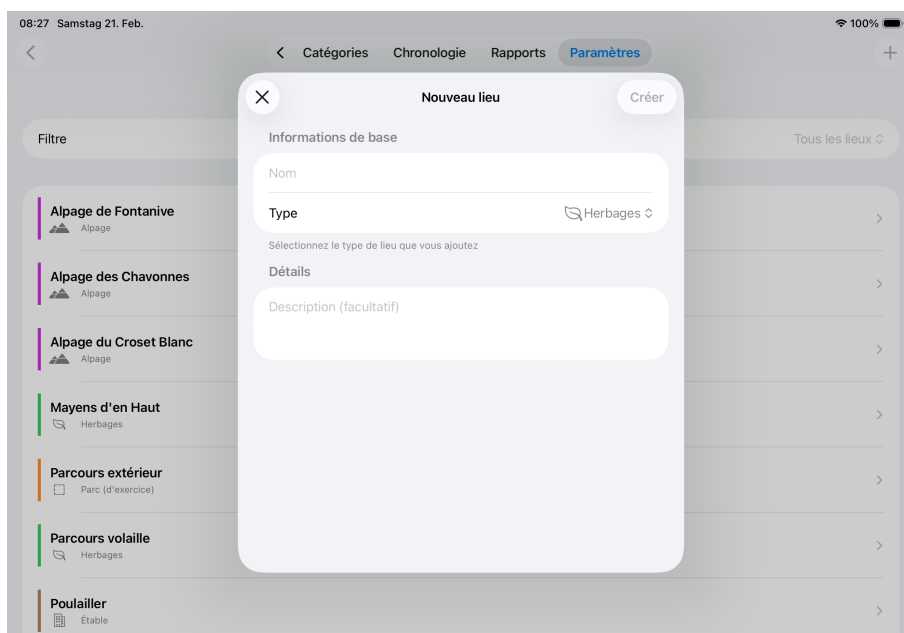 08:27 Samstag 21. Feb.
100%
Catégories Chronologie Rapports Paramètres
Nouveau lieu
Créer
Informations de base
Filtre
Tous les lieux
Nom
Type
Herbages
Sélectionnez le type de lieu que vous ajoutez
Détails
Description (facultatif)
Alpage de Fontanive
Alpage
Alpage des Chavonnes
Alpage
Alpage du Croset Blanc
Alpage
Mayens d'en Haut
Herbages
Parcours extérieur
Parc (d'exercice)
Parcours volaille
Herbages
Poulailler
Étable